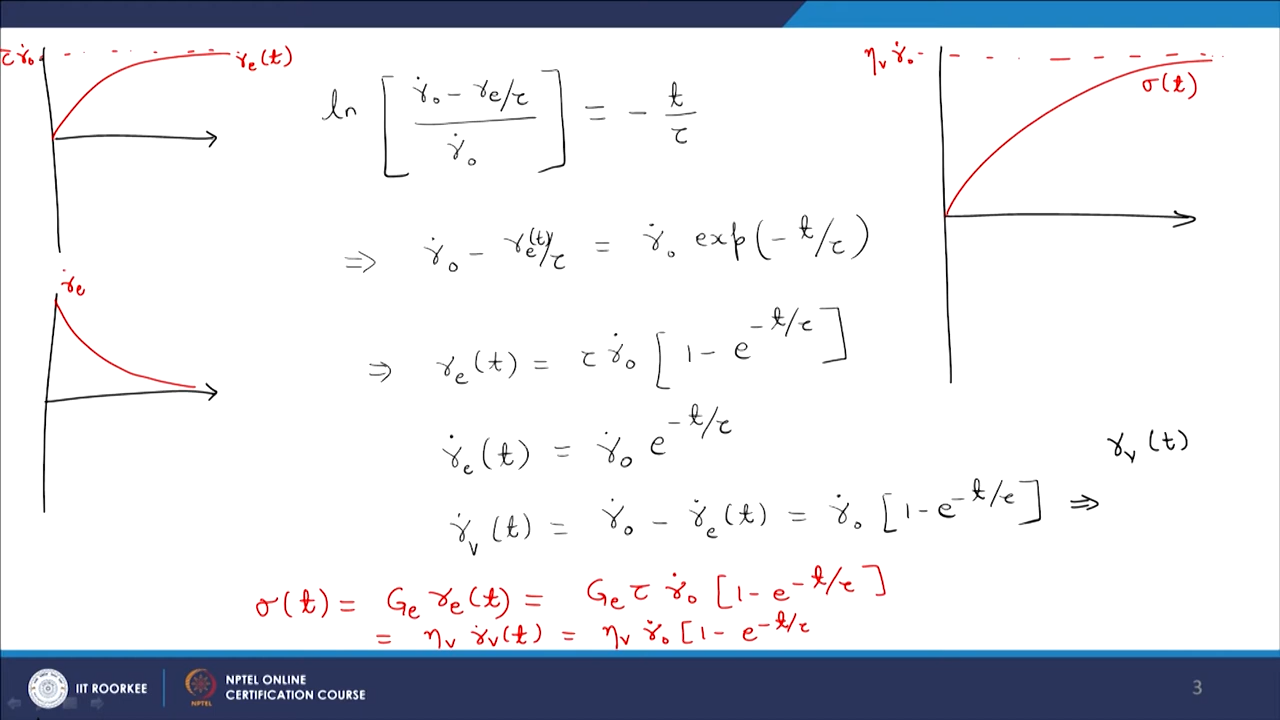 τγ̇₀
γe(t)
ln [ (γ̇₀ - γe/τ) / γ̇₀ ] = - t/τ
⇒ γ̇₀ - γe(t)/τ = γ̇₀ exp(- t/τ)
⇒ γe(t) = τ γ̇₀ [1 - e^{-t/τ}]
γ̇e(t) = γ̇₀ e^{-t/τ}
γ̇v(t) = γ̇₀ - γ̇e(t) = γ̇₀ [1 - e^{-t/τ}] ⇒ γv(t)
σ(t) = Ge γe(t) = Ge τ γ̇₀ [1 - e^{-t/τ}]
= ηv γ̇v(t) = ηv γ̇₀ [1 - e^{-t/τ}
γ̇e
ηv γ̇₀
σ(t)
IIT ROORKEE
NPTEL
NPTEL ONLINE
CERTIFICATION COURSE
3